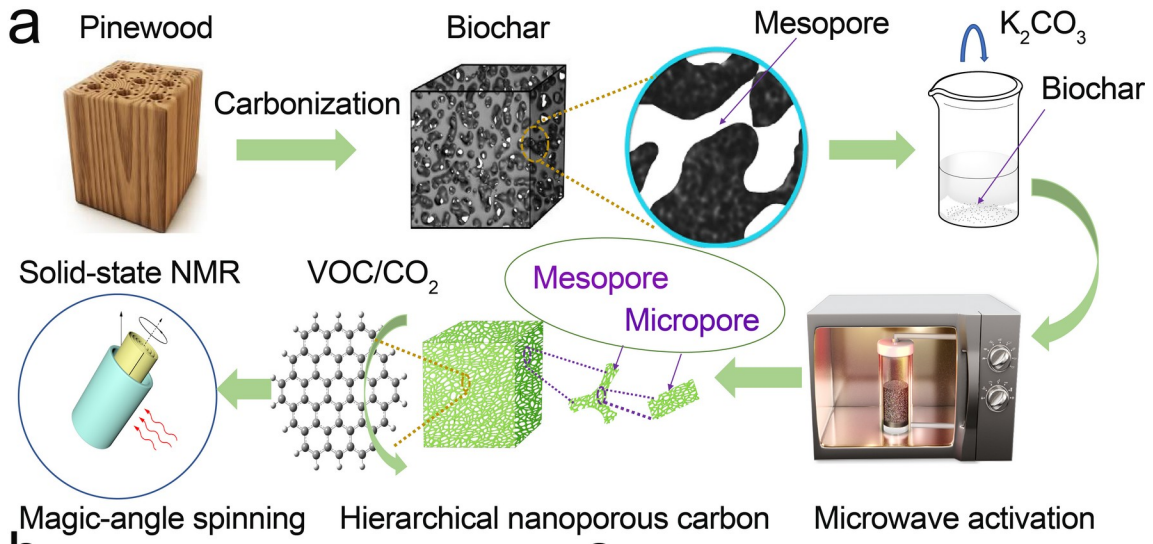 a
Pinewood
Biochar
Mesopore
K₂CO₃
Biochar
Carbonization
Solid-state NMR
VOC/CO₂
Mesopore
Micropore
Magic-angle spinning
Hierarchical nanoporous carbon
Microwave activation